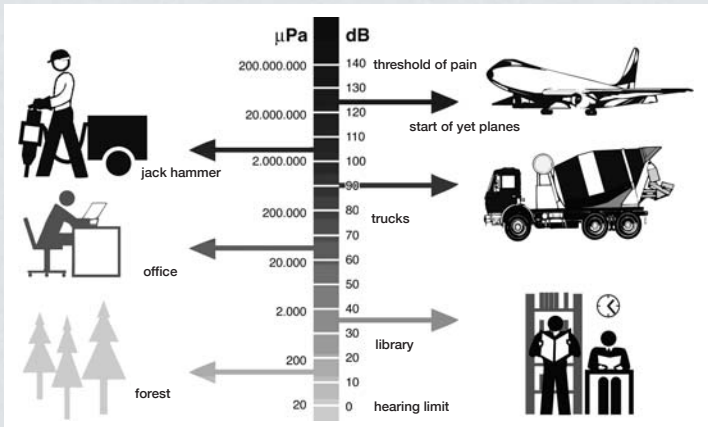 µPa dB
200.000.000 140 threshold of pain
130
20.000.000 120
start of yet planes
110
2.000.000 100
jack hammer
90
200.000 80 trucks
70
office 20.000 60
50
2.000 40
30
library
200 20
forest 10
20 0 hearing limit